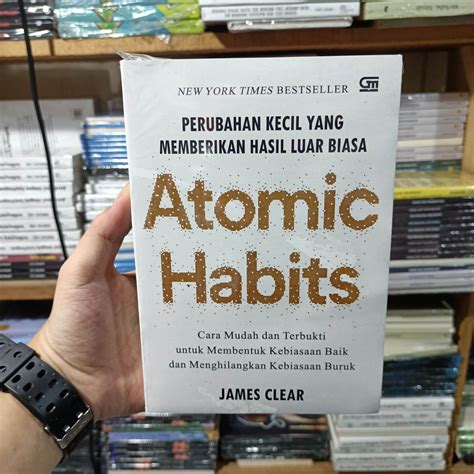 NEW YORK TIMES BESTSELLER
GM
PERUBAHAN KECIL YANG
MEMBERIKAN HASIL LUAR BIASA
Atomic
Habits
Cara Mudah dan Terbukti
untuk Membentuk Kebiasaan Baik
dan Menghilangkan Kebiasaan Buruk
JAMES CLEAR